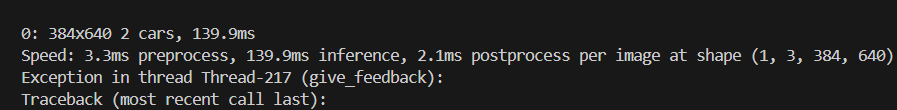 0: 384x640 2 cars, 139.9ms
Speed: 3.3ms preprocess, 139.9ms inference, 2.1ms postprocess per image at shape (1, 3, 384, 640)
Exception in thread Thread-217 (give_feedback):
Traceback (most recent call last):